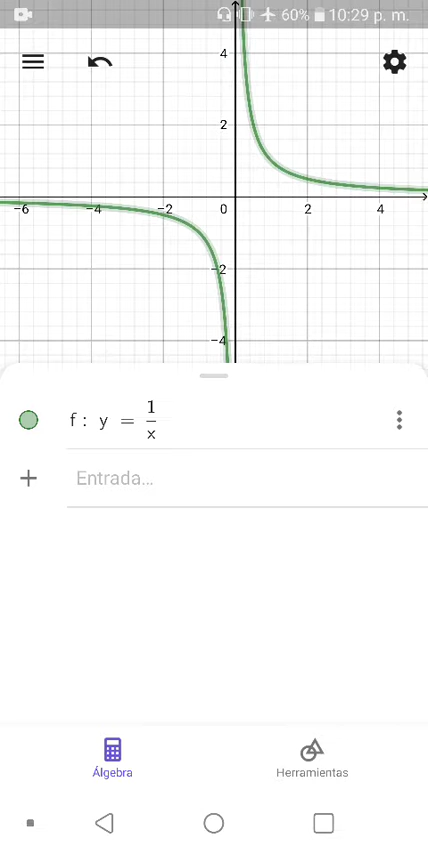 60% 10:29 p. m.
4
2
−6 −4 −2 0 2 4
−2
−4
f : y = 1/x
+ Entrada...
Álgebra Herramientas